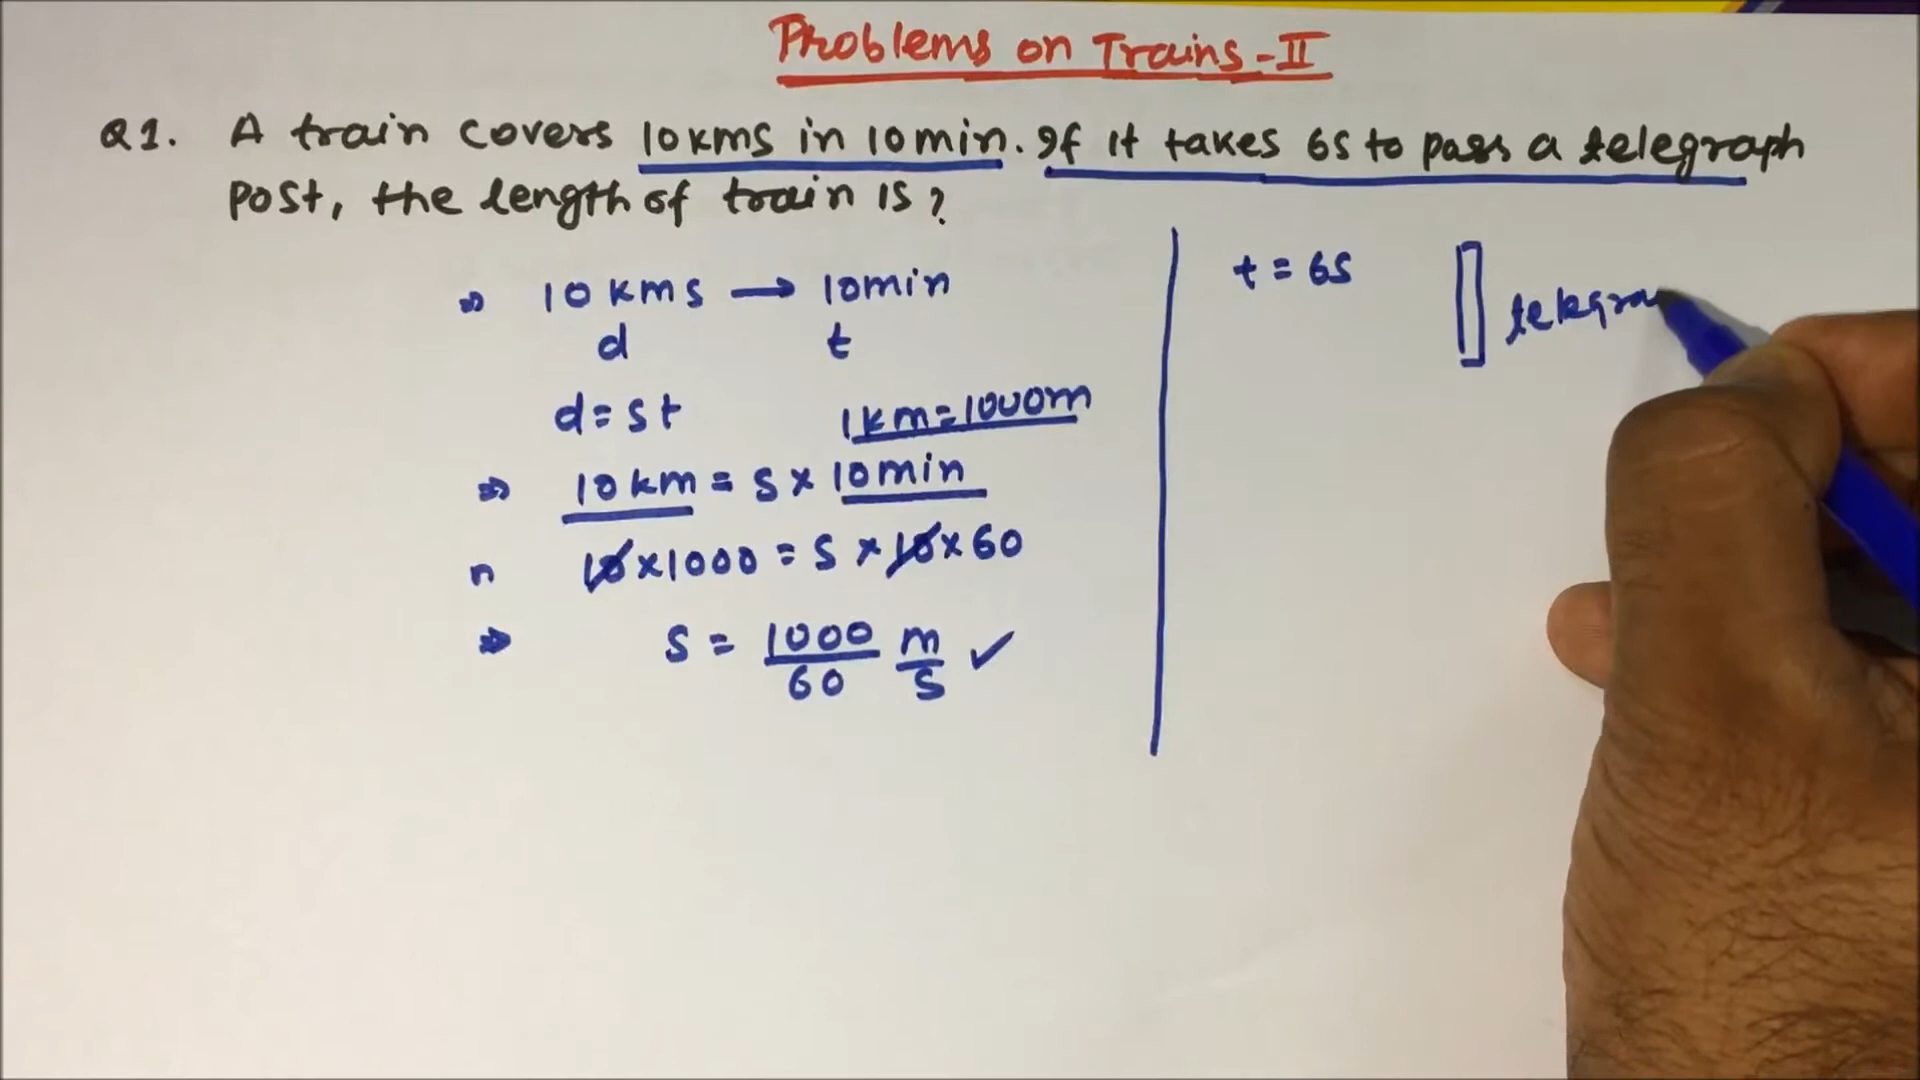 Problems on Trains-II
Q1. A train covers 10kms in 10min. If it takes 6s to pass a telegraph
post, the length of train is?
⇒ 10 kms → 10min
d t
d = st 1km=1000m
⇒ 10 km = s × 10min
10×1000 = s × 10×60
⇒ s = 1000/60 m/s ✓
t = 6s
telegra